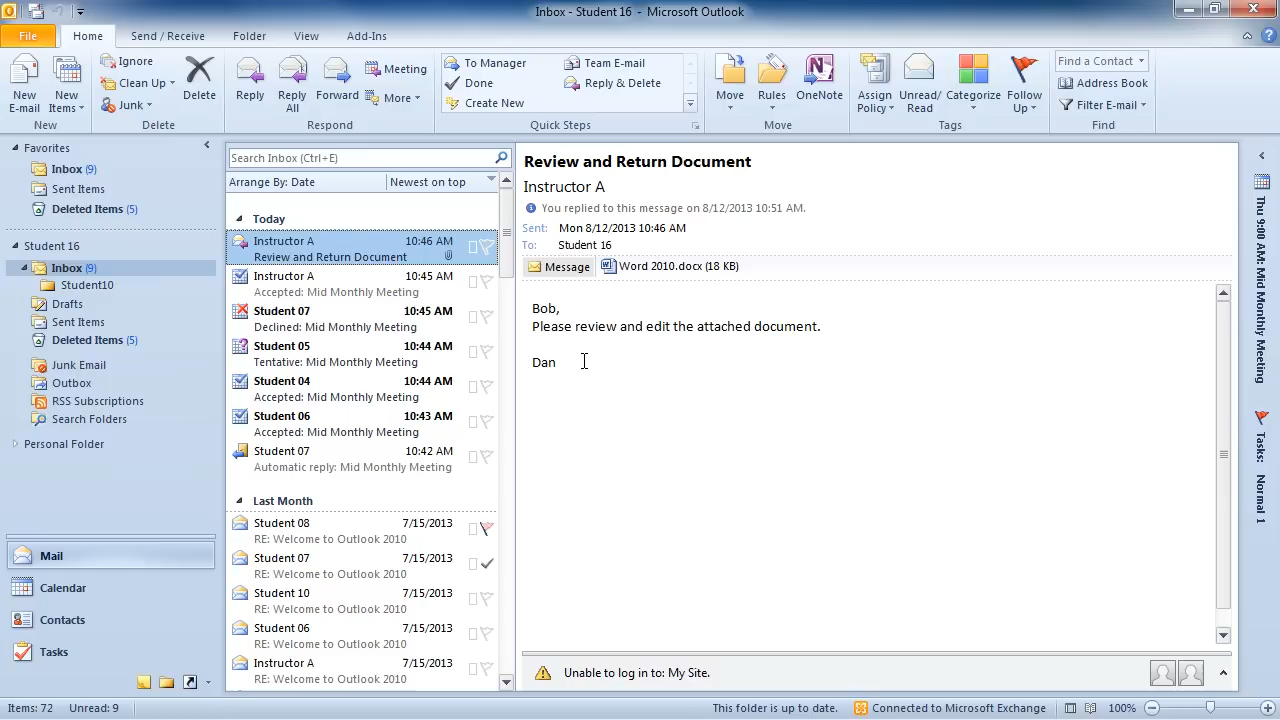 Inbox - Student 16 - Microsoft Outlook
File Home Send / Receive Folder View Add-Ins
New E-mail
New Items
New
Ignore
Clean Up
Junk
Delete
Delete
Reply
Reply All
Forward
Meeting
More
Respond
To Manager
Team E-mail
Done
Reply & Delete
Create New
Quick Steps
Move
Rules
OneNote
Move
Assign Policy
Unread/ Read
Categorize
Follow Up
Tags
Find a Contact
Address Book
Filter E-mail
Find
Favorites
Inbox (9)
Sent Items
Deleted Items (5)
Student 16
Inbox (9)
Student10
Drafts
Sent Items
Deleted Items (5)
Junk Email
Outbox
RSS Subscriptions
Search Folders
Personal Folder
Mail
Calendar
Contacts
Tasks
Search Inbox (Ctrl+E)
Arrange By: Date Newest on top
Today
Instructor A 10:46 AM
Review and Return Document
Instructor A 10:45 AM
Accepted: Mid Monthly Meeting
Student 07 10:45 AM
Declined: Mid Monthly Meeting
Student 05 10:44 AM
Tentative: Mid Monthly Meeting
Student 04 10:44 AM
Accepted: Mid Monthly Meeting
Student 06 10:43 AM
Accepted: Mid Monthly Meeting
Student 07 10:42 AM
Automatic reply: Mid Monthly Meeting
Last Month
Student 08 7/15/2013
RE: Welcome to Outlook 2010
Student 07 7/15/2013
RE: Welcome to Outlook 2010
Student 10 7/15/2013
RE: Welcome to Outlook 2010
Student 06 7/15/2013
RE: Welcome to Outlook 2010
Instructor A 7/15/2013
RE: Welcome to Outlook 2010
Review and Return Document
Instructor A
You replied to this message on 8/12/2013 10:51 AM.
Sent: Mon 8/12/2013 10:46 AM
To: Student 16
Message Word 2010.docx (18 KB)
Bob,
Please review and edit the attached document.
Dan
Unable to log in to: My Site.
Thu 9:00 AM: Mid Monthly Meeting
Tasks: Normal 1
Items: 72 Unread: 9
This folder is up to date. Connected to Microsoft Exchange 100%